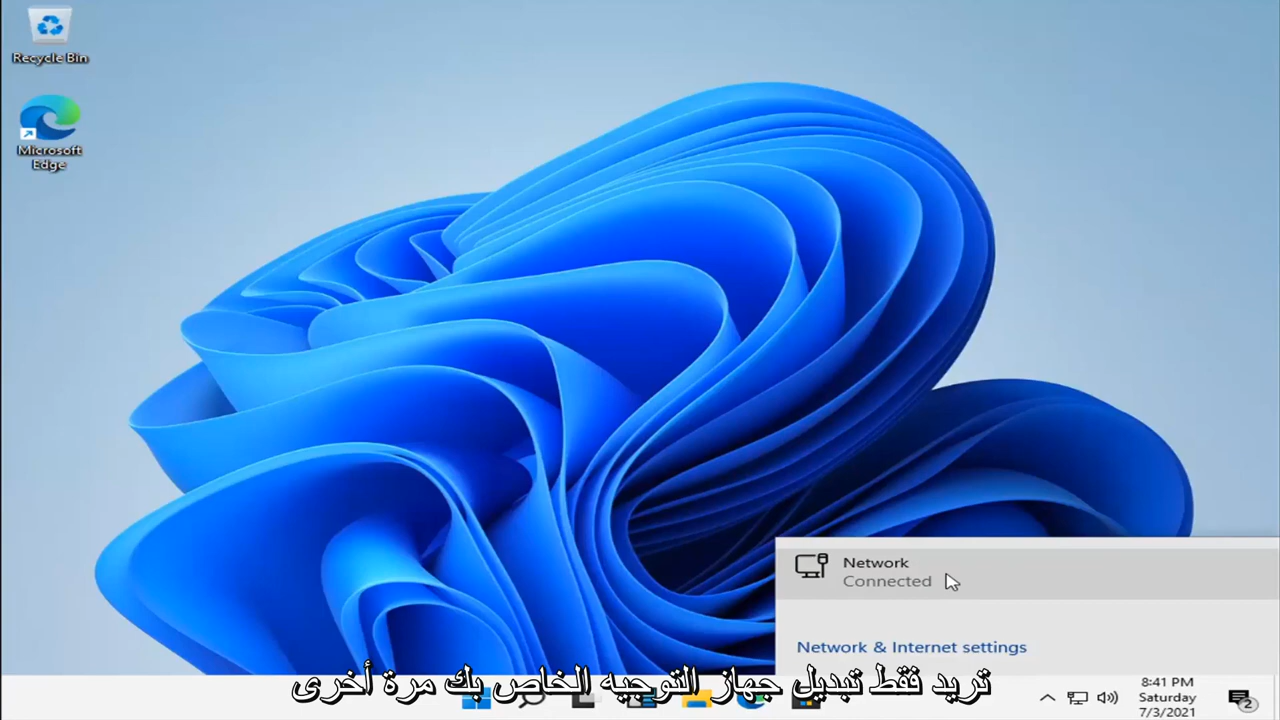 Recycle Bin
Microsoft
Edge
Network
Connected
Network & Internet settings
تريد فقط تبديل جهاز التوجيه الخاص بك مرة أخرى
8:41 PM
Saturday
7/3/2021
2